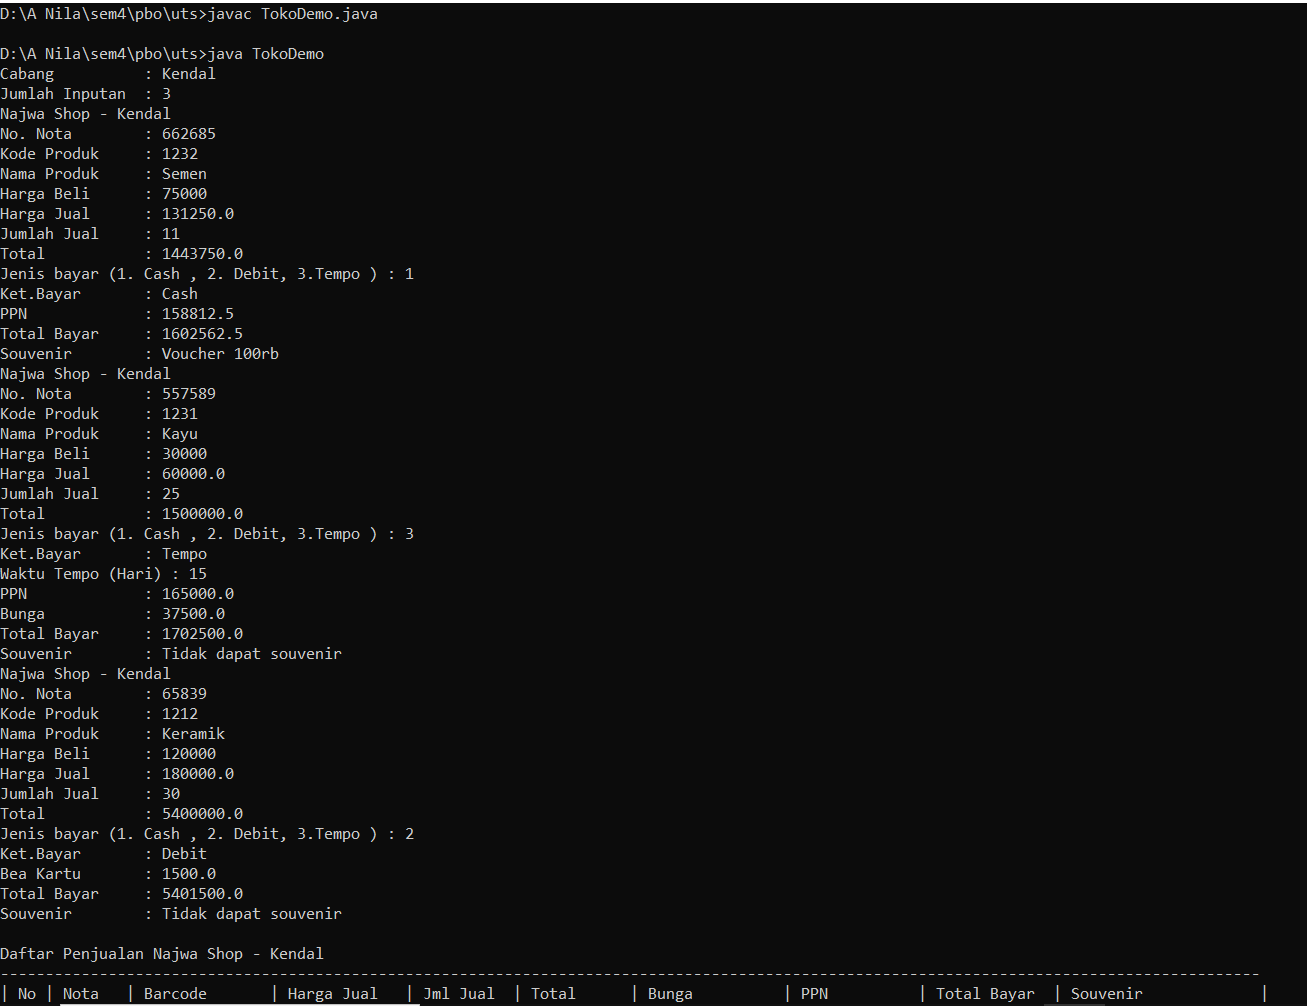 D:\A Nila\sem4\pbo\uts>javac TokoDemo.java
D:\A Nila\sem4\pbo\uts>java TokoDemo
Cabang          : Kendal
Jumlah Inputan  : 3
Najwa Shop - Kendal
No. Nota        : 662685
Kode Produk     : 1232
Nama Produk     : Semen
Harga Beli      : 75000
Harga Jual      : 131250.0
Jumlah Jual     : 11
Total           : 1443750.0
Jenis bayar (1. Cash , 2. Debit, 3.Tempo ) : 1
Ket.Bayar       : Cash
PPN             : 158812.5
Total Bayar     : 1602562.5
Souvenir        : Voucher 100rb
Najwa Shop - Kendal
No. Nota        : 557589
Kode Produk     : 1231
Nama Produk     : Kayu
Harga Beli      : 30000
Harga Jual      : 60000.0
Jumlah Jual     : 25
Total           : 1500000.0
Jenis bayar (1. Cash , 2. Debit, 3.Tempo ) : 3
Ket.Bayar       : Tempo
Waktu Tempo (Hari) : 15
PPN             : 165000.0
Bunga           : 37500.0
Total Bayar     : 1702500.0
Souvenir        : Tidak dapat souvenir
Najwa Shop - Kendal
No. Nota        : 65839
Kode Produk     : 1212
Nama Produk     : Keramik
Harga Beli      : 120000
Harga Jual      : 180000.0
Jumlah Jual     : 30
Total           : 5400000.0
Jenis bayar (1. Cash , 2. Debit, 3.Tempo ) : 2
Ket.Bayar       : Debit
Bea Kartu       : 1500.0
Total Bayar     : 5401500.0
Souvenir        : Tidak dapat souvenir
Daftar Penjualan Najwa Shop - Kendal
--------------------------------------------------------------------------------------------------------------------------------------------
| No | Nota   | Barcode       | Harga Jual   | Jml Jual  | Total      | Bunga          | PPN          | Total Bayar  | Souvenir             |